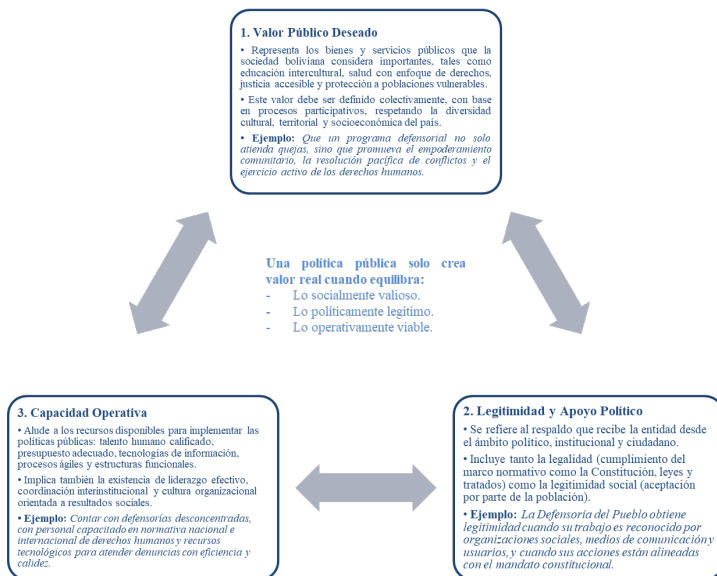 1. Valor Público Deseado
• Representa los bienes y servicios públicos que la
sociedad boliviana considera importantes, tales como
educación intercultural, salud con enfoque de derechos,
justicia accesible y protección a poblaciones vulnerables.
• Este valor debe ser definido colectivamente, con base
en procesos participativos, respetando la diversidad
cultural, territorial y socioeconómica del país.
• Ejemplo: Que un programa defensorial no solo
atienda quejas, sino que promueva el empoderamiento
comunitario, la resolución pacífica de conflictos y el
ejercicio activo de los derechos humanos.
Una política pública solo crea
valor real cuando equilibra:
- Lo socialmente valioso.
- Lo políticamente legitimo.
- Lo operativamente viable.
3. Capacidad Operativa
• Alude a los recursos disponibles para implementar las
políticas públicas: talento humano calificado,
presupuesto adecuado, tecnologías de información,
procesos ágiles y estructuras funcionales.
• Implica también la existencia de liderazgo efectivo,
coordinación interinstitucional y cultura organizacional
orientada a resultados sociales.
• Ejemplo: Contar con defensorías desconcentradas,
con personal capacitado en normativa nacional e
internacional de derechos humanos y recursos
tecnológicos para atender denuncias con eficiencia y
calidez.
2. Legitimidad y Apoyo Político
• Se refiere al respaldo que recibe la entidad desde
el ámbito político, institucional y ciudadano.
• Incluye tanto la legalidad (cumplimiento del
marco normativo como la Constitución, leyes y
tratados) como la legitimidad social (aceptación
por parte de la población).
• Ejemplo: La Defensoría del Pueblo obtiene
legitimidad cuando su trabajo es reconocido por
organizaciones sociales, medios de comunicación y
usuarios, y cuando sus acciones están alineadas
con el mandato constitucional.